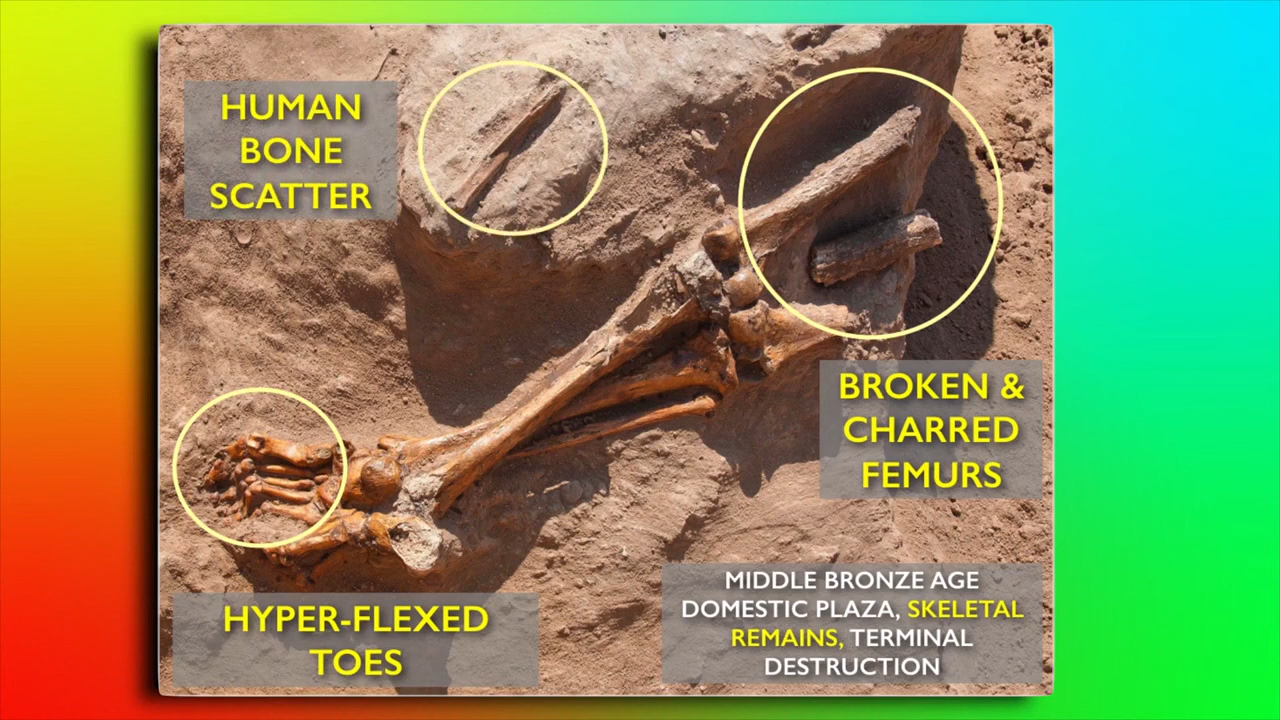 HUMAN
BONE
SCATTER
BROKEN &
CHARRED
FEMURS
HYPER-FLEXED
TOES
MIDDLE BRONZE AGE
DOMESTIC PLAZA, SKELETAL
REMAINS, TERMINAL
DESTRUCTION